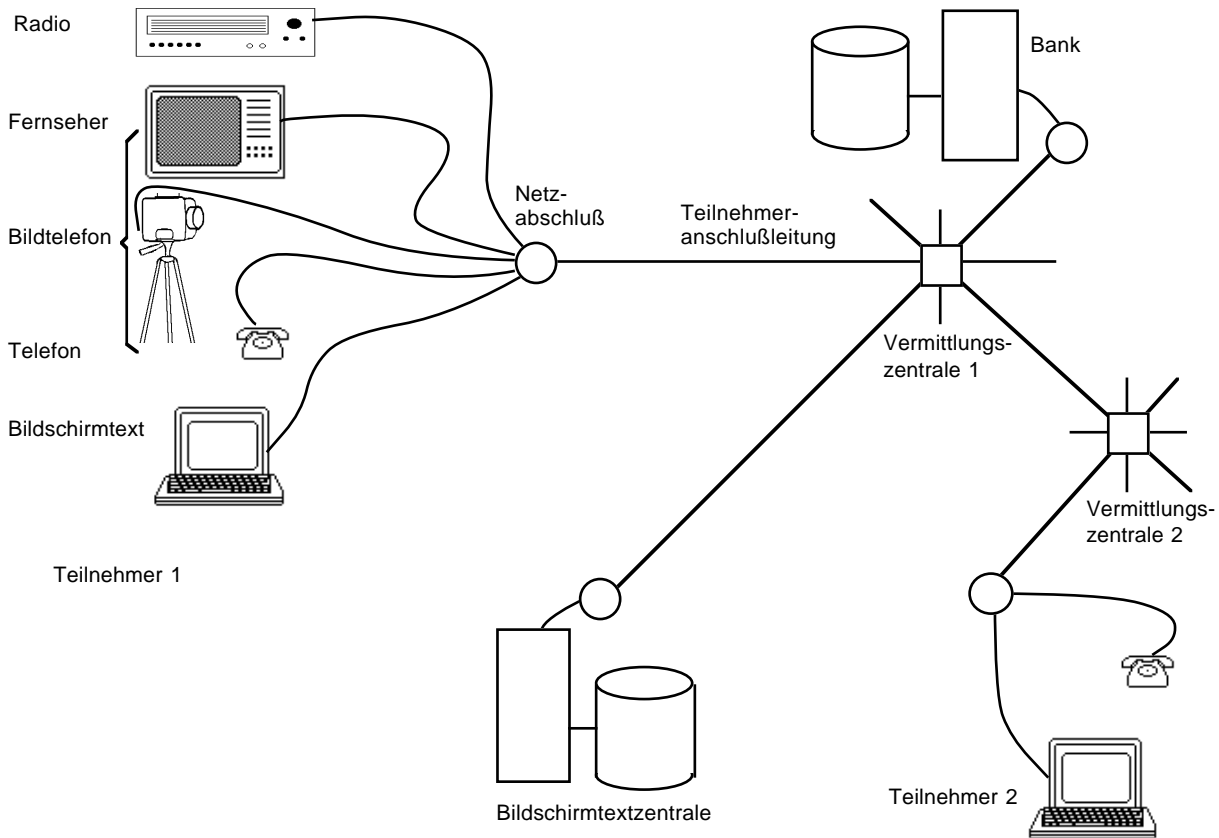 Radio
Bank
Fernseher
Netz-
abschluß
Teilnehmer-
anschlußleitung
Bildtelefon
Telefon
Vermittlungs-
zentrale 1
Bildschirmtext
Vermittlungs-
zentrale 2
Teilnehmer 1
Bildschirmtextzentrale
Teilnehmer 2